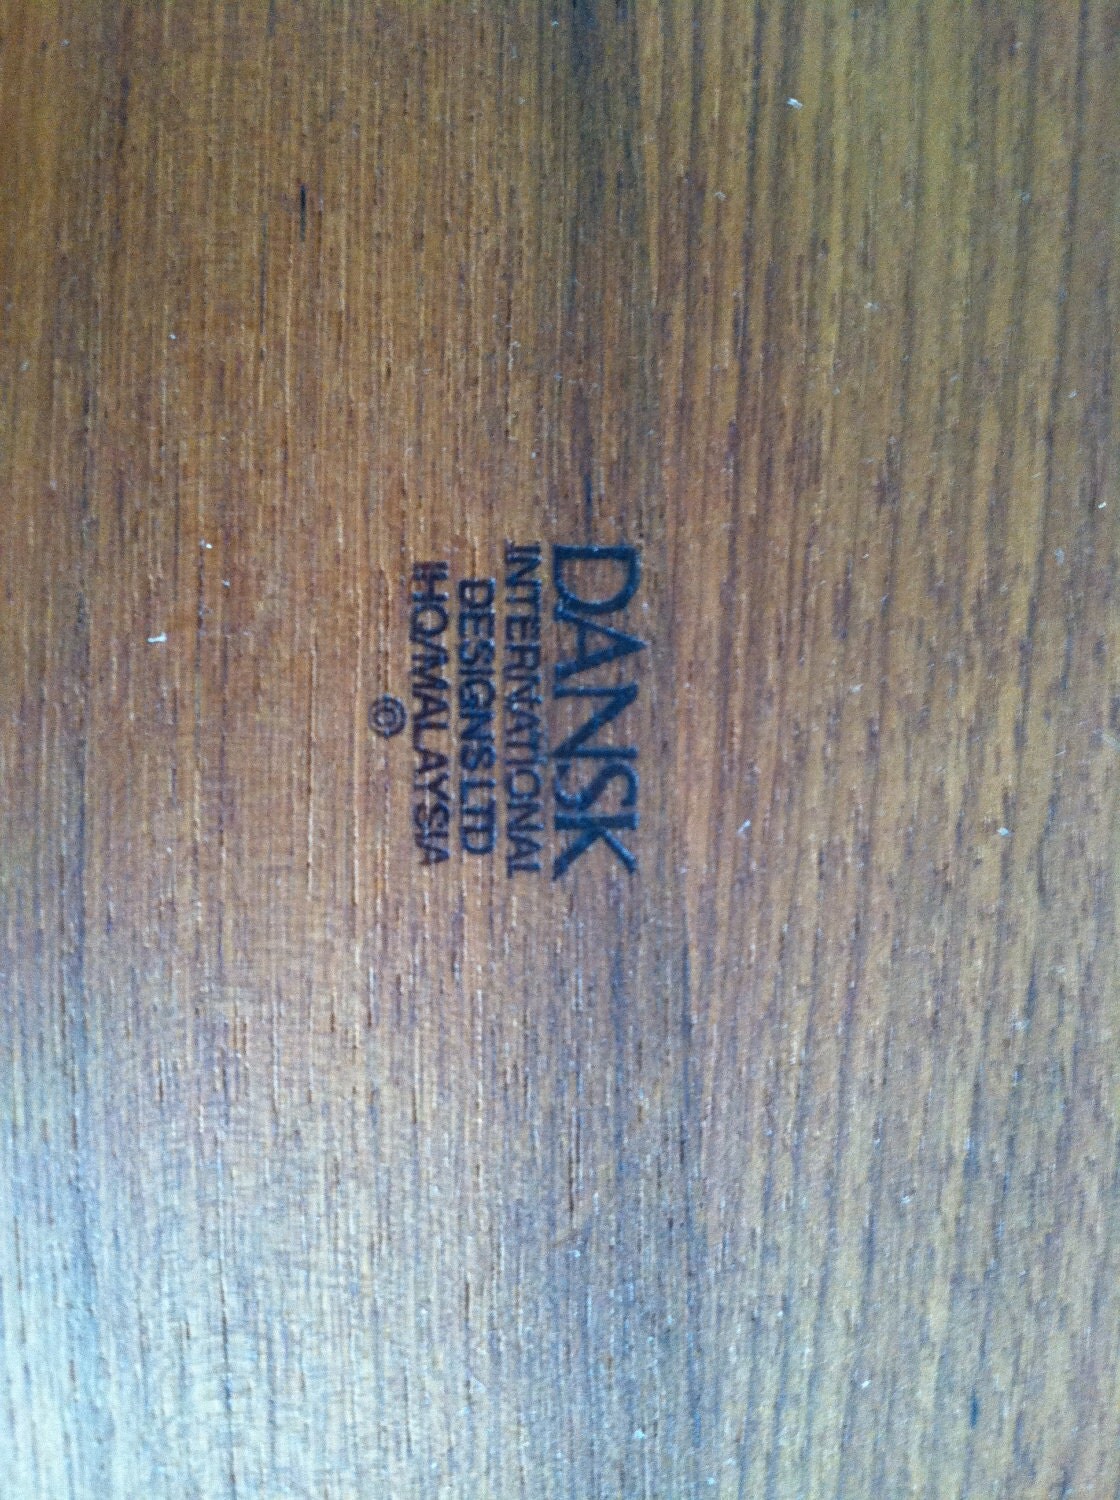 DANSK
INTERNATIONAL
DESIGNS LTD
IHQ/MALAYSIA
©